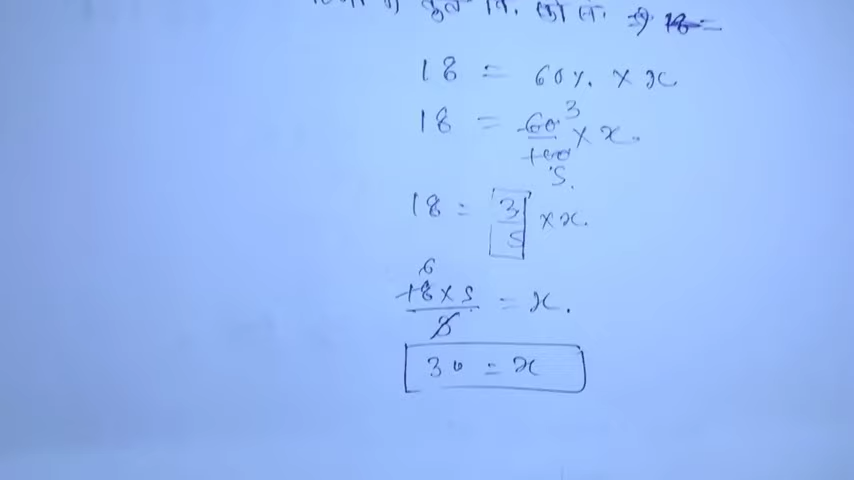 18 = 60% × x
18 = 60/100 3/5 × x.
18 = 3/5 × x.
6 18 × 5 / 3 = x.
30 = x